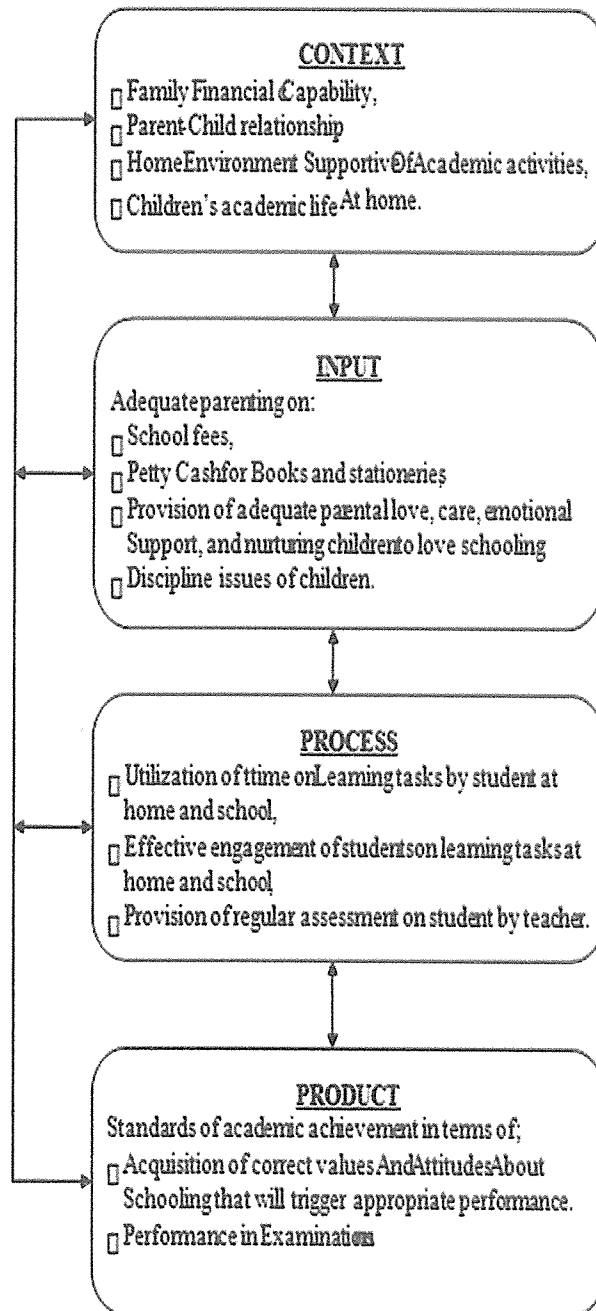 CONTEXT
▯ Family Financial Capability,
▯ Parent-Child relationship
▯ Home Environment Supportive Of Academic activities,
▯ Children's academic life At home.
INPUT
Adequate parenting on:
▯ School fees,
▯ Petty Cash for Books and stationeries,
▯ Provision of adequate parental love, care, emotional
Support, and nurturing children to love schooling
▯ Discipline issues of children.
PROCESS
▯ Utilization of ttime on Learning tasks by student at
home and school,
▯ Effective engagement of students on learning tasks at
home and school,
▯ Provision of regular assessment on student by teacher.
PRODUCT
Standards of academic achievement in terms of;
▯ Acquisition of correct values And Attitudes About
Schooling that will trigger appropriate performance.
▯ Performance in Examinations